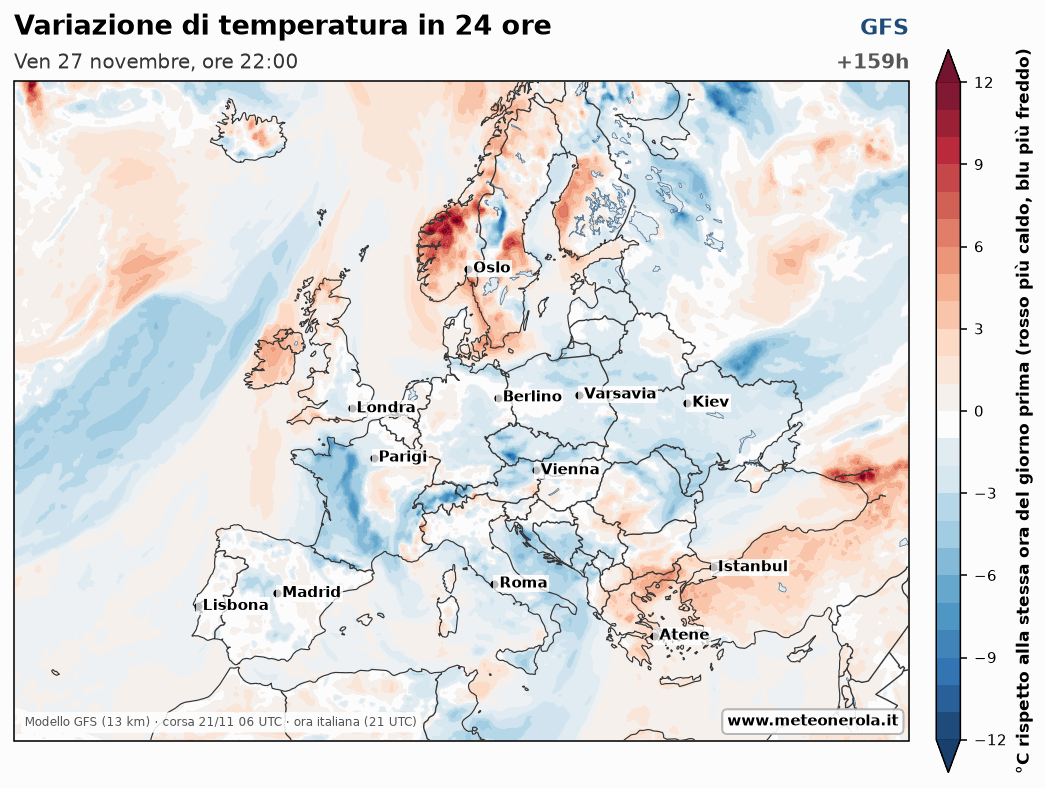 Variazione di temperatura in 24 ore
GFS
Ven 27 novembre, ore 22:00
+159h
Oslo
Londra
Berlino
Varsavia
Kiev
Parigi
Vienna
Madrid
Lisbona
Roma
Istanbul
Atene
Modello GFS (13 km) · corsa 21/11 06 UTC · ora italiana (21 UTC)
www.meteonerola.it
12
9
6
3
0
−3
−6
−9
−12
°C rispetto alla stessa ora del giorno prima (rosso più caldo, blu più freddo)